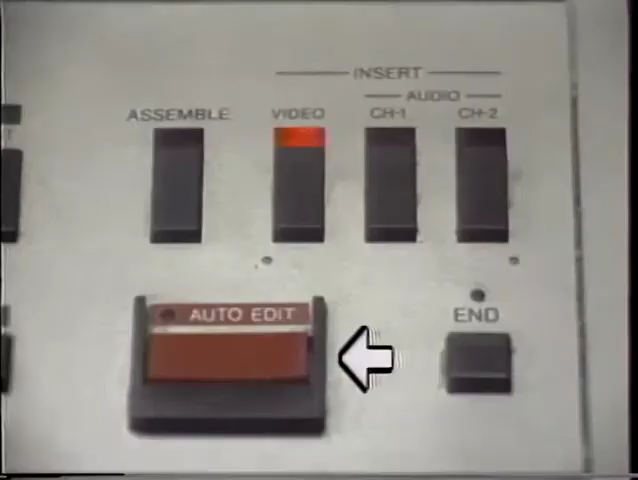 INSERT
AUDIO
ASSEMBLE VIDEO CH-1 CH-2
AUTO EDIT
END